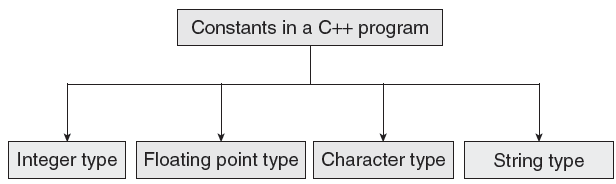 Constants in a C++ program
Integer type
Floating point type
Character type
String type